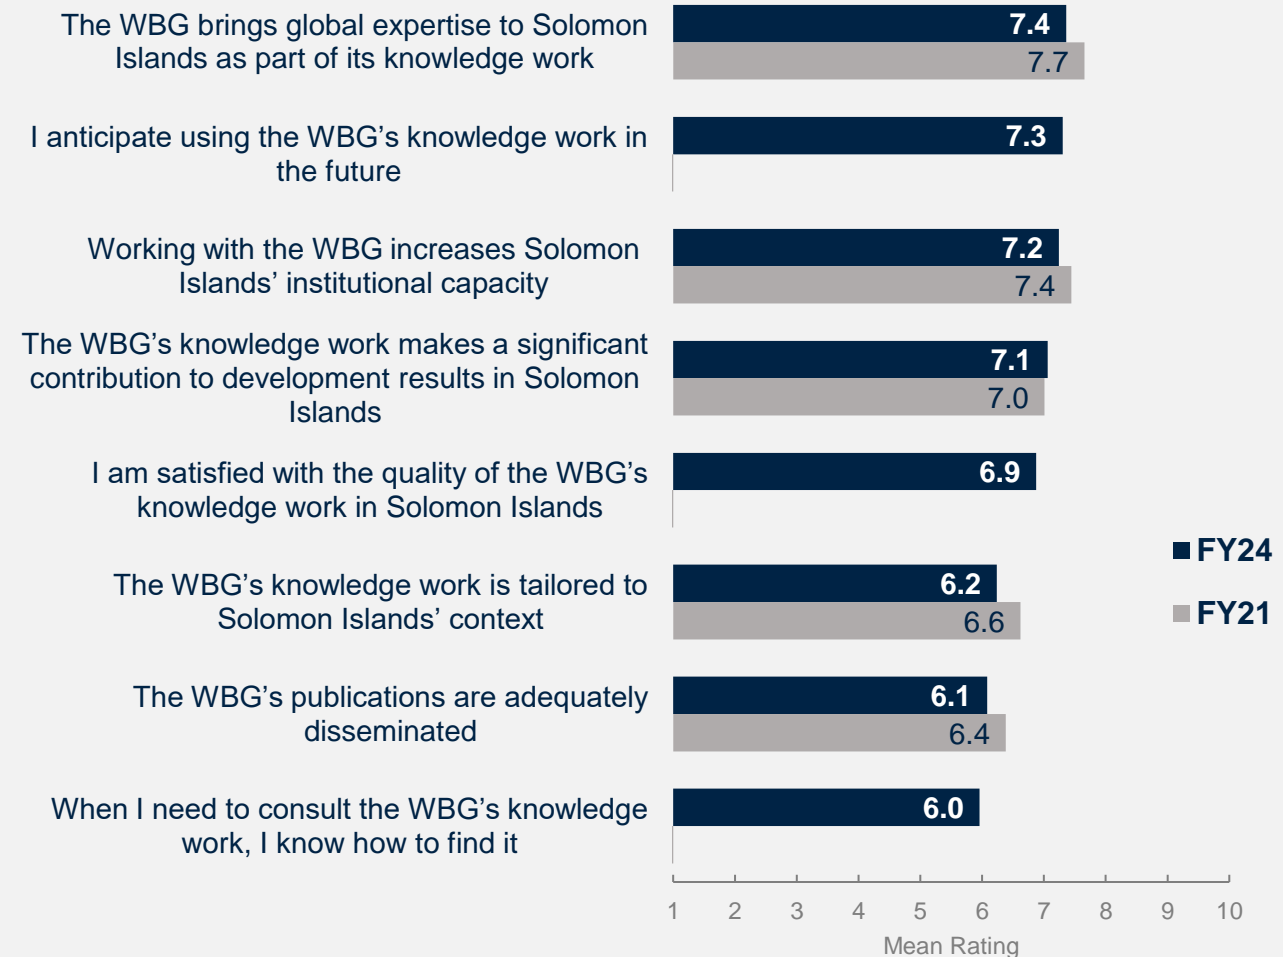 The WBG brings global expertise to Solomon
Islands as part of its knowledge work
7.4
7.7
I anticipate using the WBG’s knowledge work in
the future
7.3
Working with the WBG increases Solomon
Islands’ institutional capacity
7.2
7.4
The WBG’s knowledge work makes a significant
contribution to development results in Solomon
Islands
7.1
7.0
I am satisfied with the quality of the WBG’s
knowledge work in Solomon Islands
6.9
The WBG’s knowledge work is tailored to
Solomon Islands’ context
6.2
6.6
The WBG’s publications are adequately
disseminated
6.1
6.4
When I need to consult the WBG’s knowledge
work, I know how to find it
6.0
FY24
FY21
1 2 3 4 5 6 7 8 9 10
Mean Rating